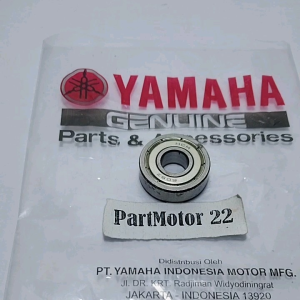 YAMAHA
GENUINE
Parts & Accessories
PartMotor 22
Didistribusi Oleh
PT. YAMAHA INDONESIA MOTOR MFG.
JL. DR. KRT. Radjiman Widyodiningrat
JAKARTA - INDONESIA 13920